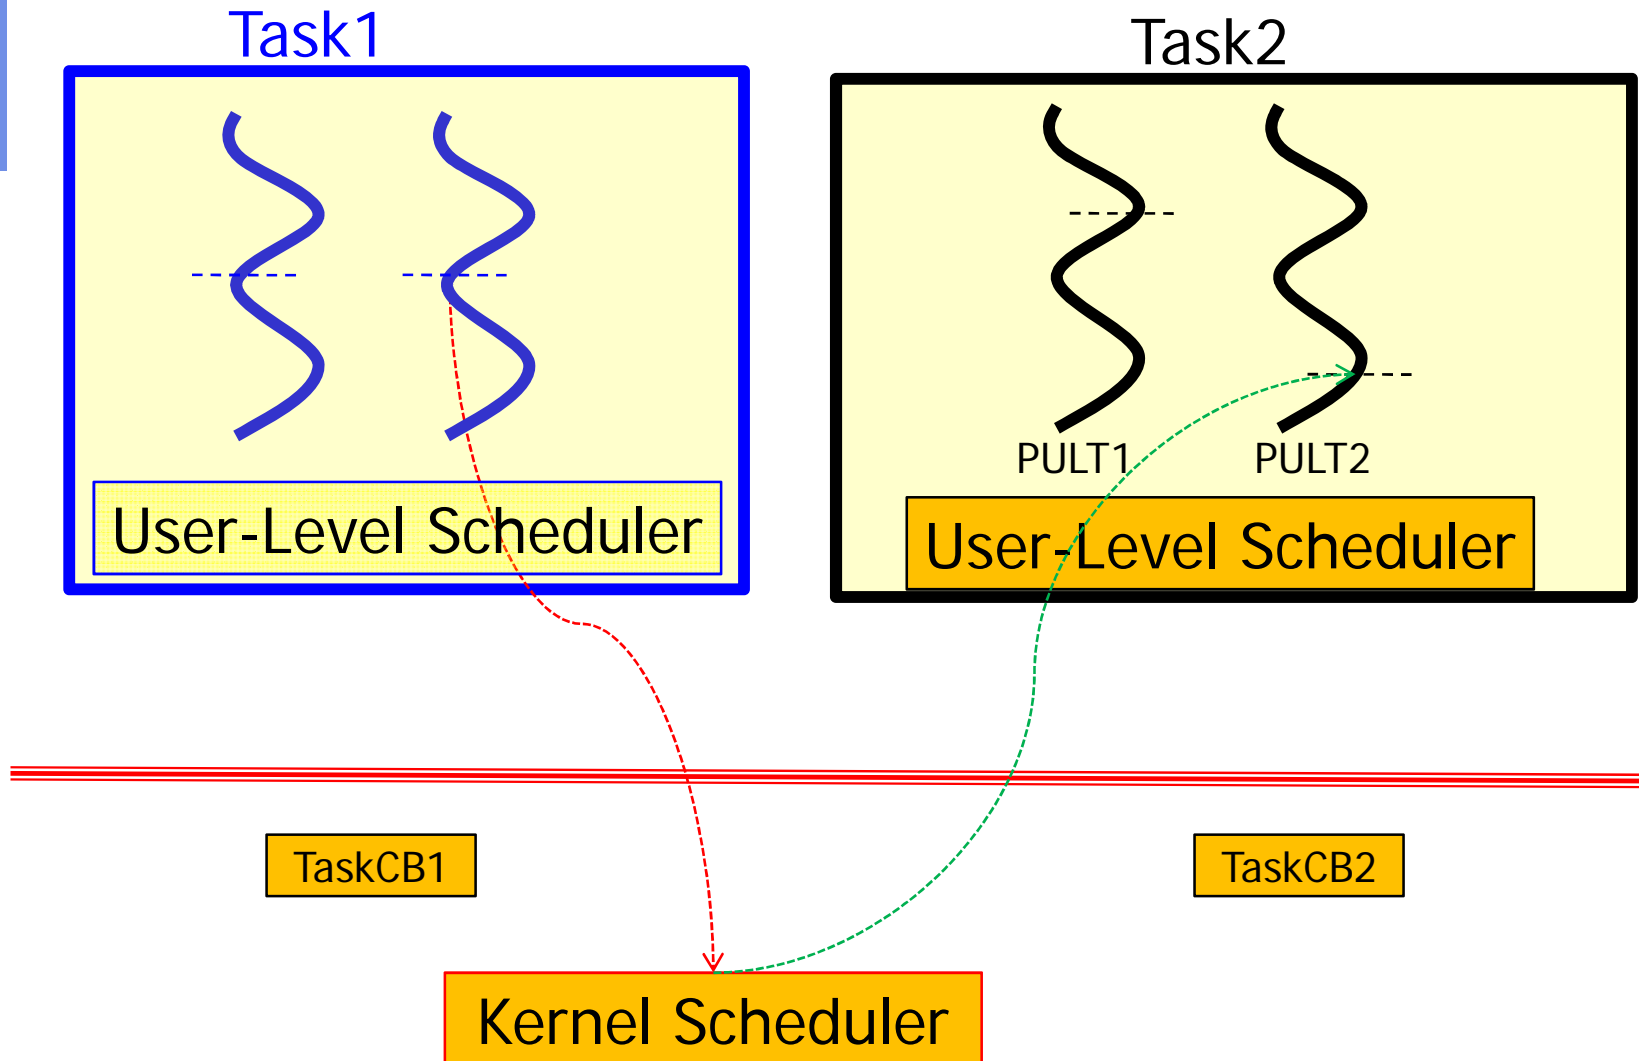 Task1
Task2
PULT1
PULT2
User-Level Scheduler
User-Level Scheduler
TaskCB1
TaskCB2
Kernel Scheduler